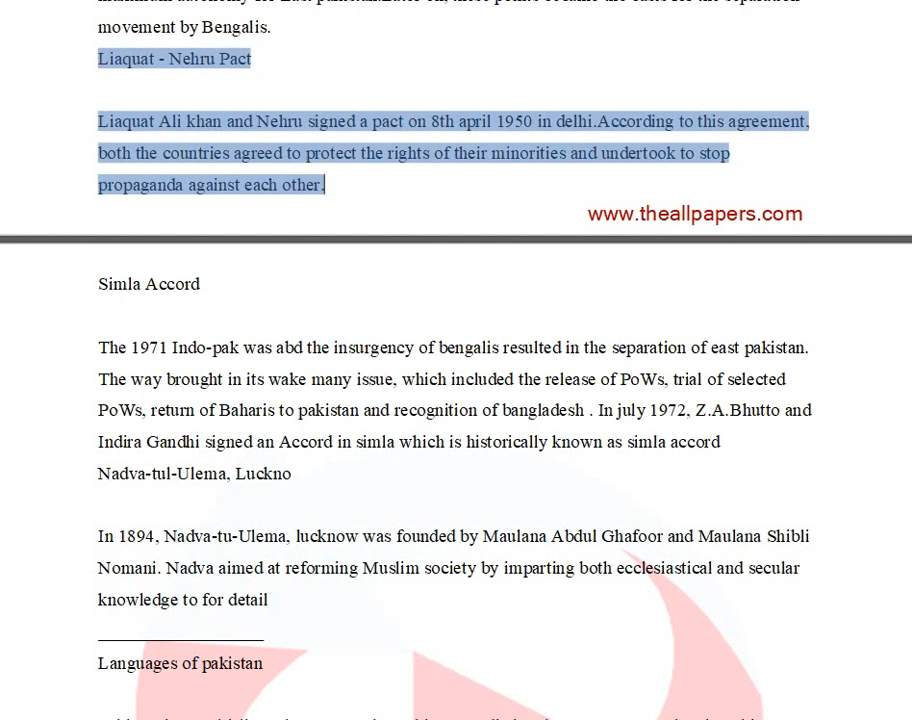 movement by Bengalis.
Liaquat - Nehru Pact
Liaquat Ali khan and Nehru signed a pact on 8th april 1950 in delhi.According to this agreement,
both the countries agreed to protect the rights of their minorities and undertook to stop
propaganda against each other.
www.theallpapers.com
Simla Accord
The 1971 Indo-pak was abd the insurgency of bengalis resulted in the separation of east pakistan.
The way brought in its wake many issue, which included the release of PoWs, trial of selected
PoWs, return of Baharis to pakistan and recognition of bangladesh . In july 1972, Z.A.Bhutto and
Indira Gandhi signed an Accord in simla which is historically known as simla accord
Nadva-tul-Ulema, Luckno
In 1894, Nadva-tu-Ulema, lucknow was founded by Maulana Abdul Ghafoor and Maulana Shibli
Nomani. Nadva aimed at reforming Muslim society by imparting both ecclesiastical and secular
knowledge to for detail
Languages of pakistan